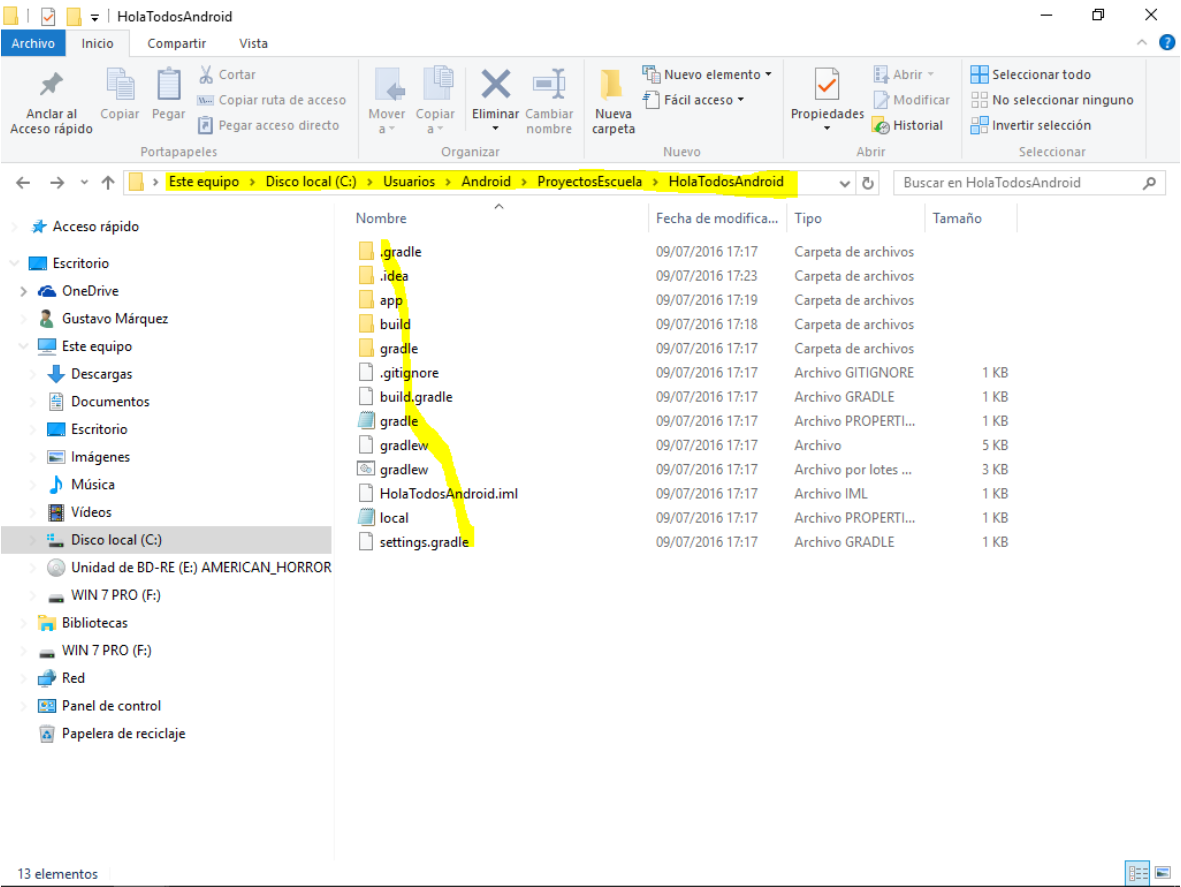 HolaTodosAndroid
Archivo Inicio Compartir Vista
Anclar al Acceso rápido
Copiar
Pegar
Cortar
Copiar ruta de acceso
Pegar acceso directo
Portapapeles
Mover a
Copiar a
Eliminar
Cambiar nombre
Organizar
Nueva carpeta
Nuevo elemento
Fácil acceso
Nuevo
Propiedades
Abrir
Modificar
Historial
Abrir
Seleccionar todo
No seleccionar ninguno
Invertir selección
Seleccionar
Este equipo > Disco local (C:) > Usuarios > Android > ProyectosEscuela > HolaTodosAndroid
Buscar en HolaTodosAndroid
Acceso rápido
Escritorio
OneDrive
Gustavo Márquez
Este equipo
Descargas
Documentos
Escritorio
Imágenes
Música
Vídeos
Disco local (C:)
Unidad de BD-RE (E:) AMERICAN_HORROR
WIN 7 PRO (F:)
Bibliotecas
WIN 7 PRO (F:)
Red
Panel de control
Papelera de reciclaje
Nombre Fecha de modifica... Tipo Tamaño
.gradle 09/07/2016 17:17 Carpeta de archivos
.idea 09/07/2016 17:23 Carpeta de archivos
app 09/07/2016 17:19 Carpeta de archivos
build 09/07/2016 17:18 Carpeta de archivos
gradle 09/07/2016 17:17 Carpeta de archivos
.gitignore 09/07/2016 17:17 Archivo GITIGNORE 1 KB
build.gradle 09/07/2016 17:17 Archivo GRADLE 1 KB
gradle 09/07/2016 17:17 Archivo PROPERTI... 1 KB
gradlew 09/07/2016 17:17 Archivo 5 KB
gradlew 09/07/2016 17:17 Archivo por lotes ... 3 KB
HolaTodosAndroid.iml 09/07/2016 17:17 Archivo IML 1 KB
local 09/07/2016 17:17 Archivo PROPERTI... 1 KB
settings.gradle 09/07/2016 17:17 Archivo GRADLE 1 KB
13 elementos